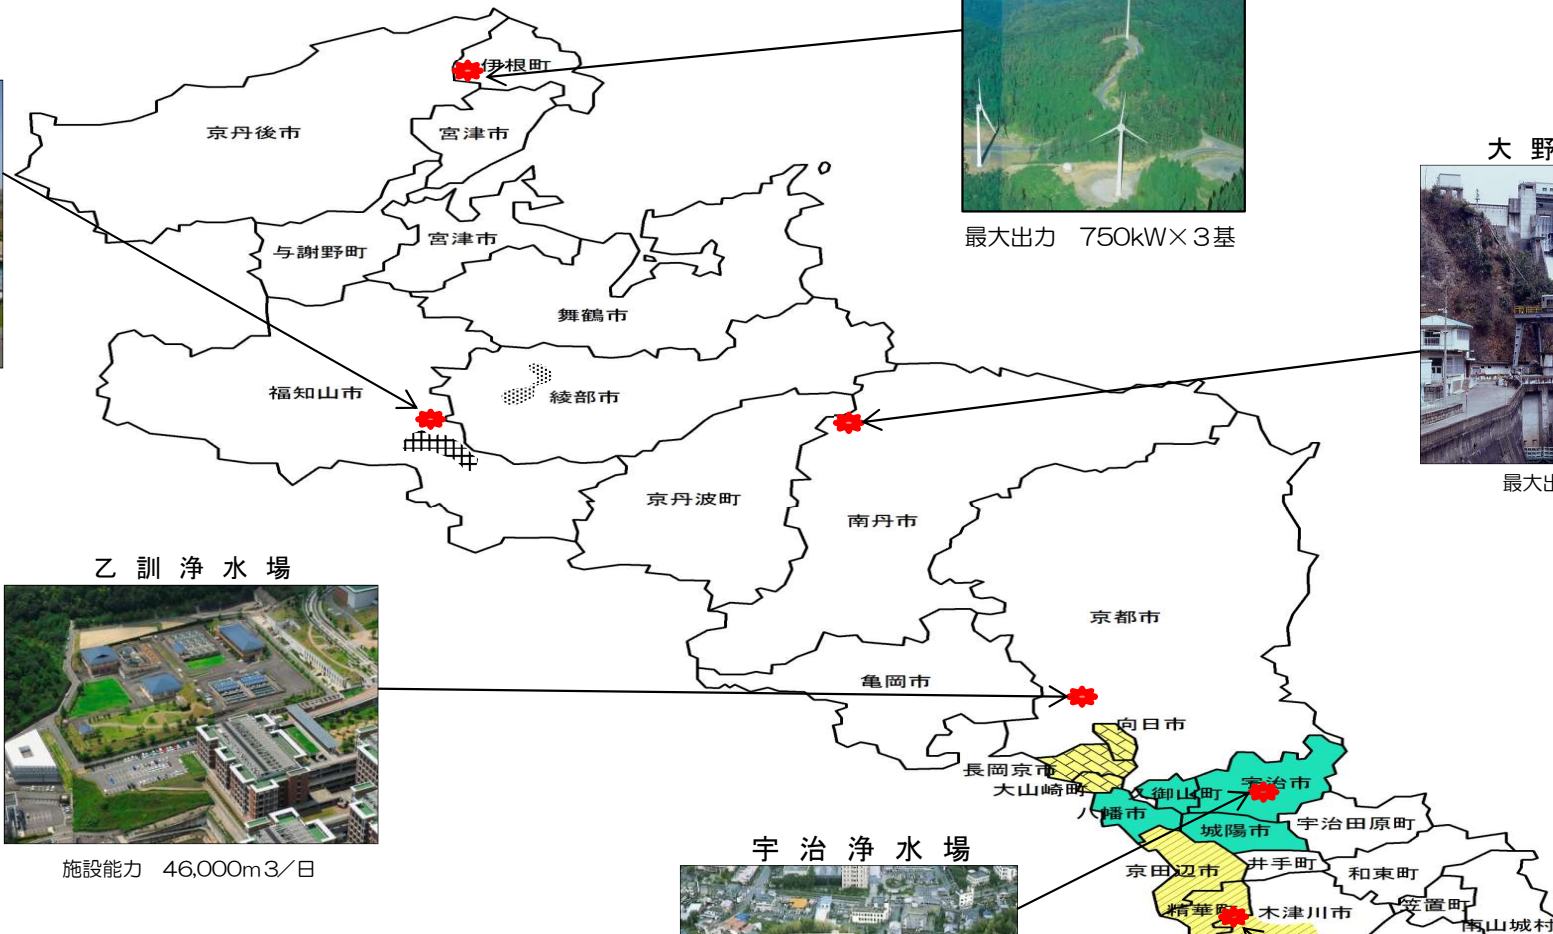 伊根町
京丹後市
宮津市
大野
与謝野町
宮津市
最大出力　750kW×３基
舞鶴市
福知山市
綾部市
最大出
京丹波町
南丹市
乙訓浄水場
京都市
亀岡市
向日市
長岡京市
大山崎町
久御山町
宇治市
八幡市
城陽市
宇治田原町
宇治浄水場
施設能力　46,000ｍ3／日
京田辺市
井手町
和束町
精華町
木津川市
笠置町
南山城村